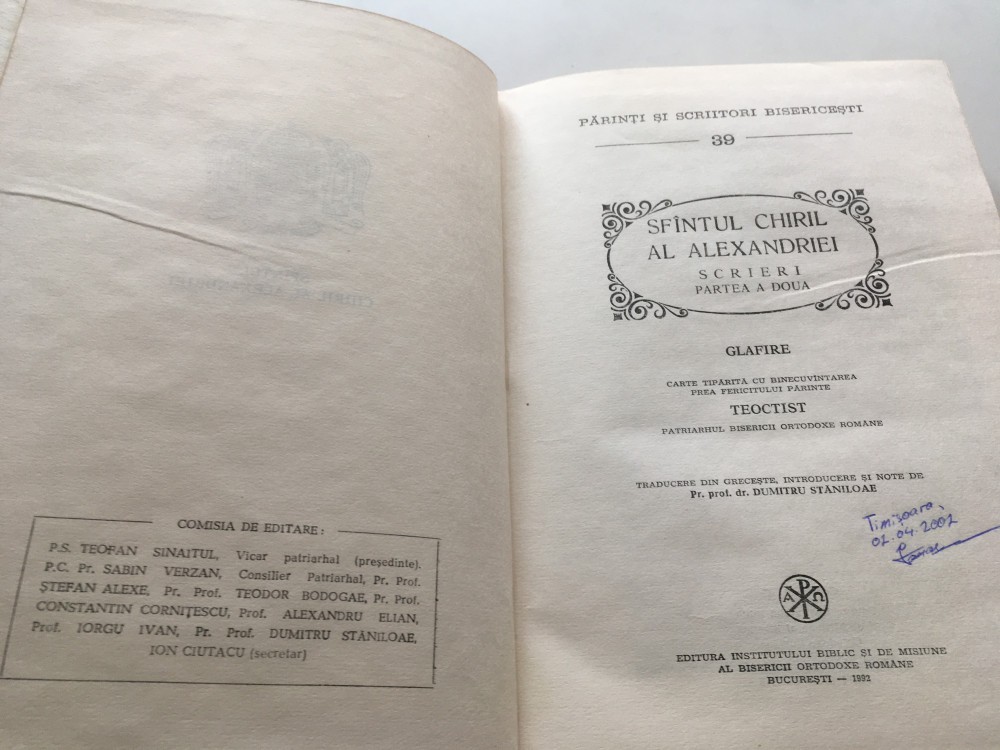 COMISIA DE EDITARE :
P.S. TEOFAN SINAITUL, Vicar patriarhal (președinte).
P.C. Pr. SABIN VERZAN, Consilier Patriarhal, Pr. Prof.
ȘTEFAN ALEXE, Pr. Prof. TEODOR BODOGAE, Pr. Prof.
CONSTANTIN CORNIȚESCU, Prof. ALEXANDRU ELIAN,
Prof. IORGU IVAN, Pr. Prof. DUMITRU STĂNILOAE,
ION CIUTACU (secretar)
PĂRINȚI ȘI SCRIITORI BISERICEȘTI
39
SFÎNTUL CHIRIL
AL ALEXANDRIEI
SCRIERI
PARTEA A DOUA
GLAFIRE
CARTE TIPĂRITĂ CU BINECUVÎNTAREA
PREA FERICITULUI PĂRINTE
TEOCTIST
PATRIARHUL BISERICII ORTODOXE ROMÂNE
TRADUCERE DIN GRECEȘTE, INTRODUCERE ȘI NOTE DE
Pr. prof. dr. DUMITRU STĂNILOAE
Timișoara,
02.04.2002
EDITURA INSTITUTULUI BIBLIC ȘI DE MISIUNE
AL BISERICII ORTODOXE ROMÂNE
BUCUREȘTI — 1992